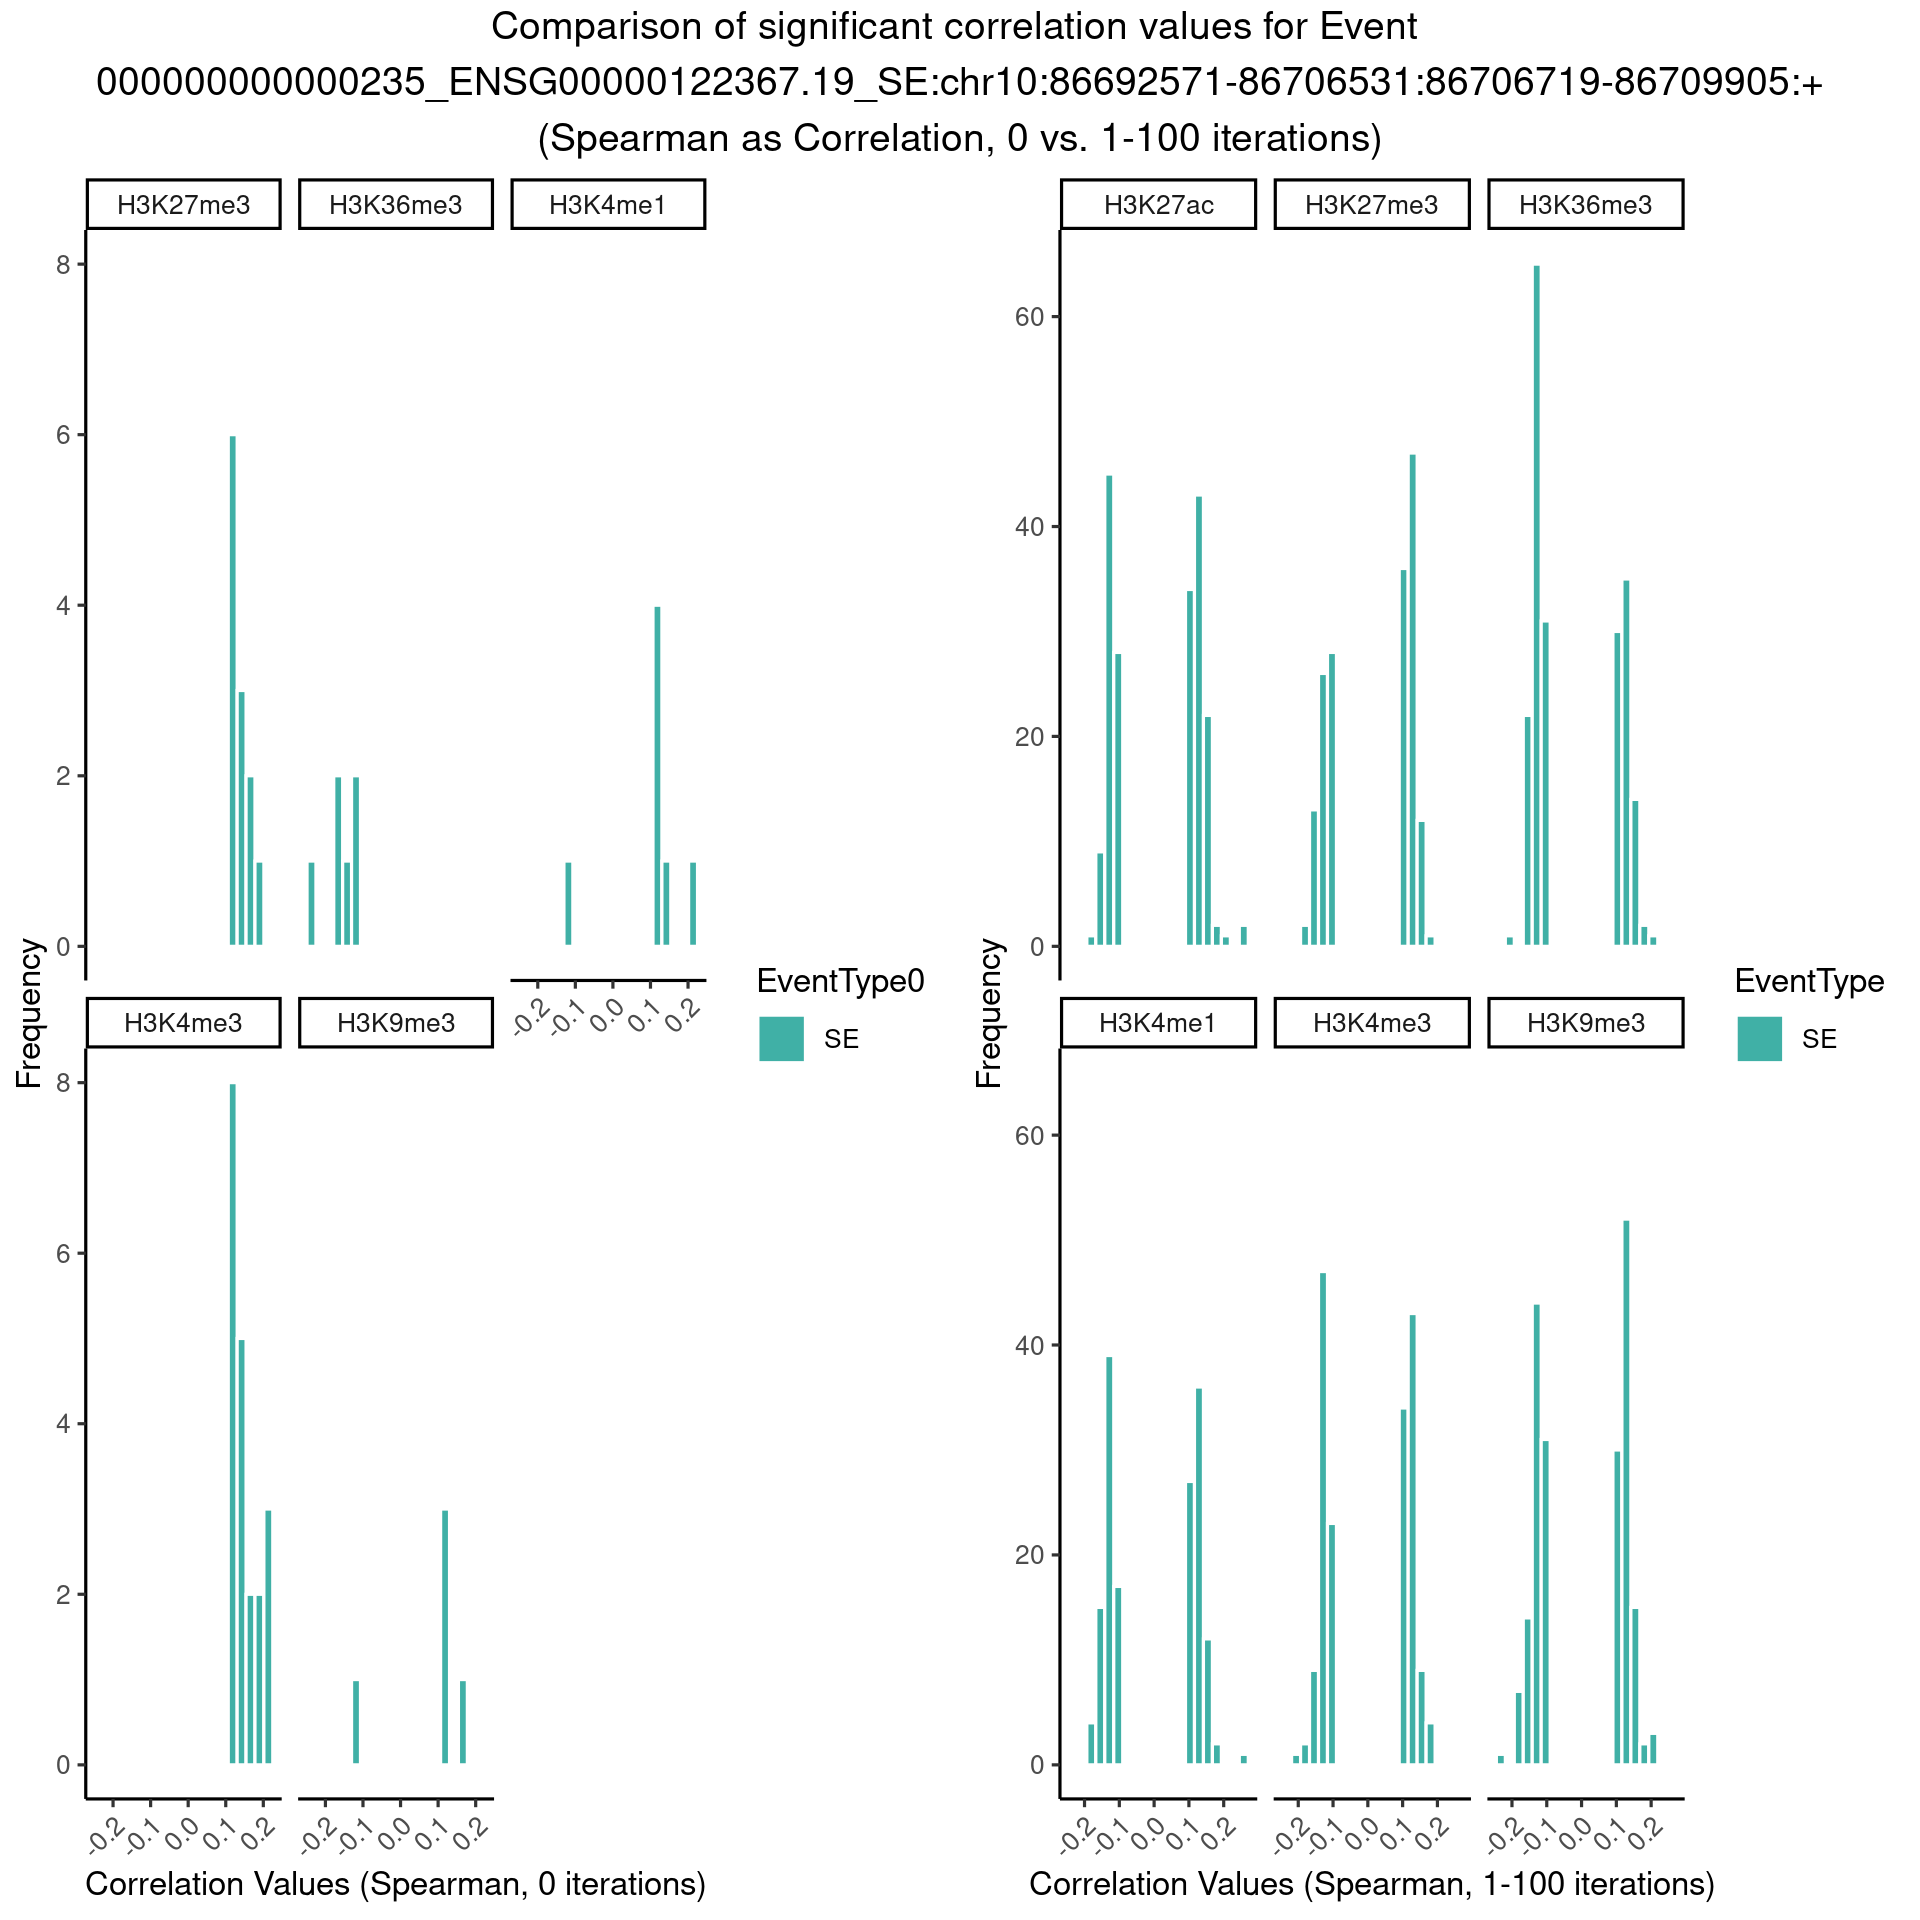 Comparison of significant correlation values for Event
000000000000235_ENSG00000122367.19_SE:chr10:86692571-86706531:86706719-86709905:+
(Spearman as Correlation, 0 vs. 1-100 iterations)
H3K27me3 H3K36me3 H3K4me1
8
6
4
2
0
-0.2 -0.1 0.0 0.1 0.2
H3K4me3 H3K9me3
8
6
4
2
0
-0.2 -0.1 0.0 0.1 0.2 -0.2 -0.1 0.0 0.1 0.2
Frequency
Correlation Values (Spearman, 0 iterations)
EventType0
SE
H3K27ac H3K27me3 H3K36me3
60
40
20
0
H3K4me1 H3K4me3 H3K9me3
60
40
20
0
-0.2 -0.1 0.0 0.1 0.2 -0.2 -0.1 0.0 0.1 0.2 -0.2 -0.1 0.0 0.1 0.2
Frequency
Correlation Values (Spearman, 1-100 iterations)
EventType
SE